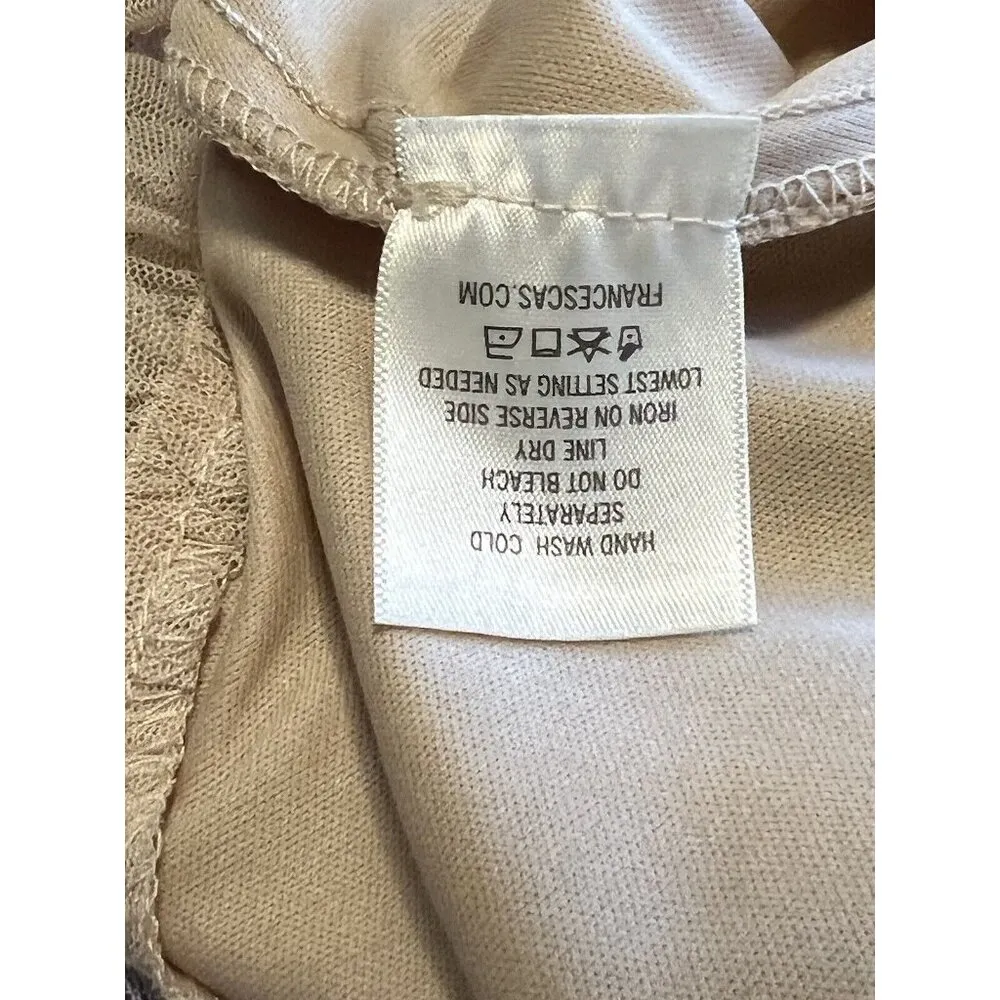 HAND WASH COLD
SEPARATELY
DO NOT BLEACH
LINE DRY
IRON ON REVERSE SIDE
LOWEST SETTING AS NEEDED
FRANCESCAS.COM